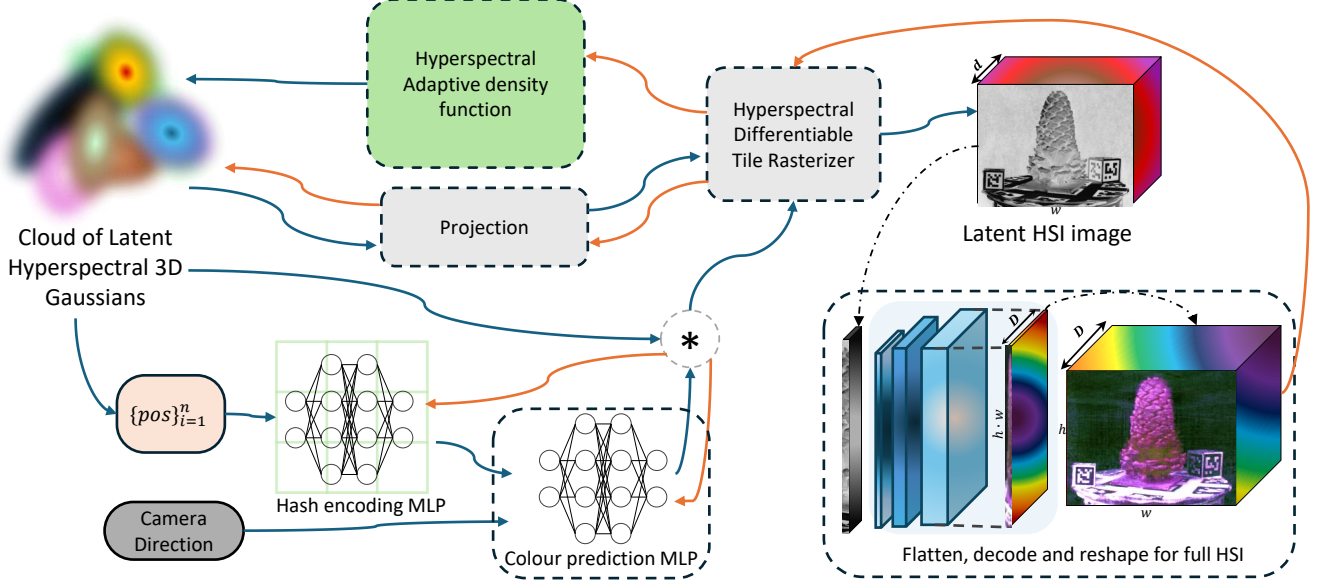 Hyperspectral
Adaptive density
function
Hyperspectral
Differentiable
Tile Rasterizer
d
w
Latent HSI image
Projection
Cloud of Latent
Hyperspectral 3D
Gaussians
*
{pos}ⁿᵢ₌₁
Hash encoding MLP
Camera
Direction
Colour prediction MLP
D
h · w
D
h
w
Flatten, decode and reshape for full HSI